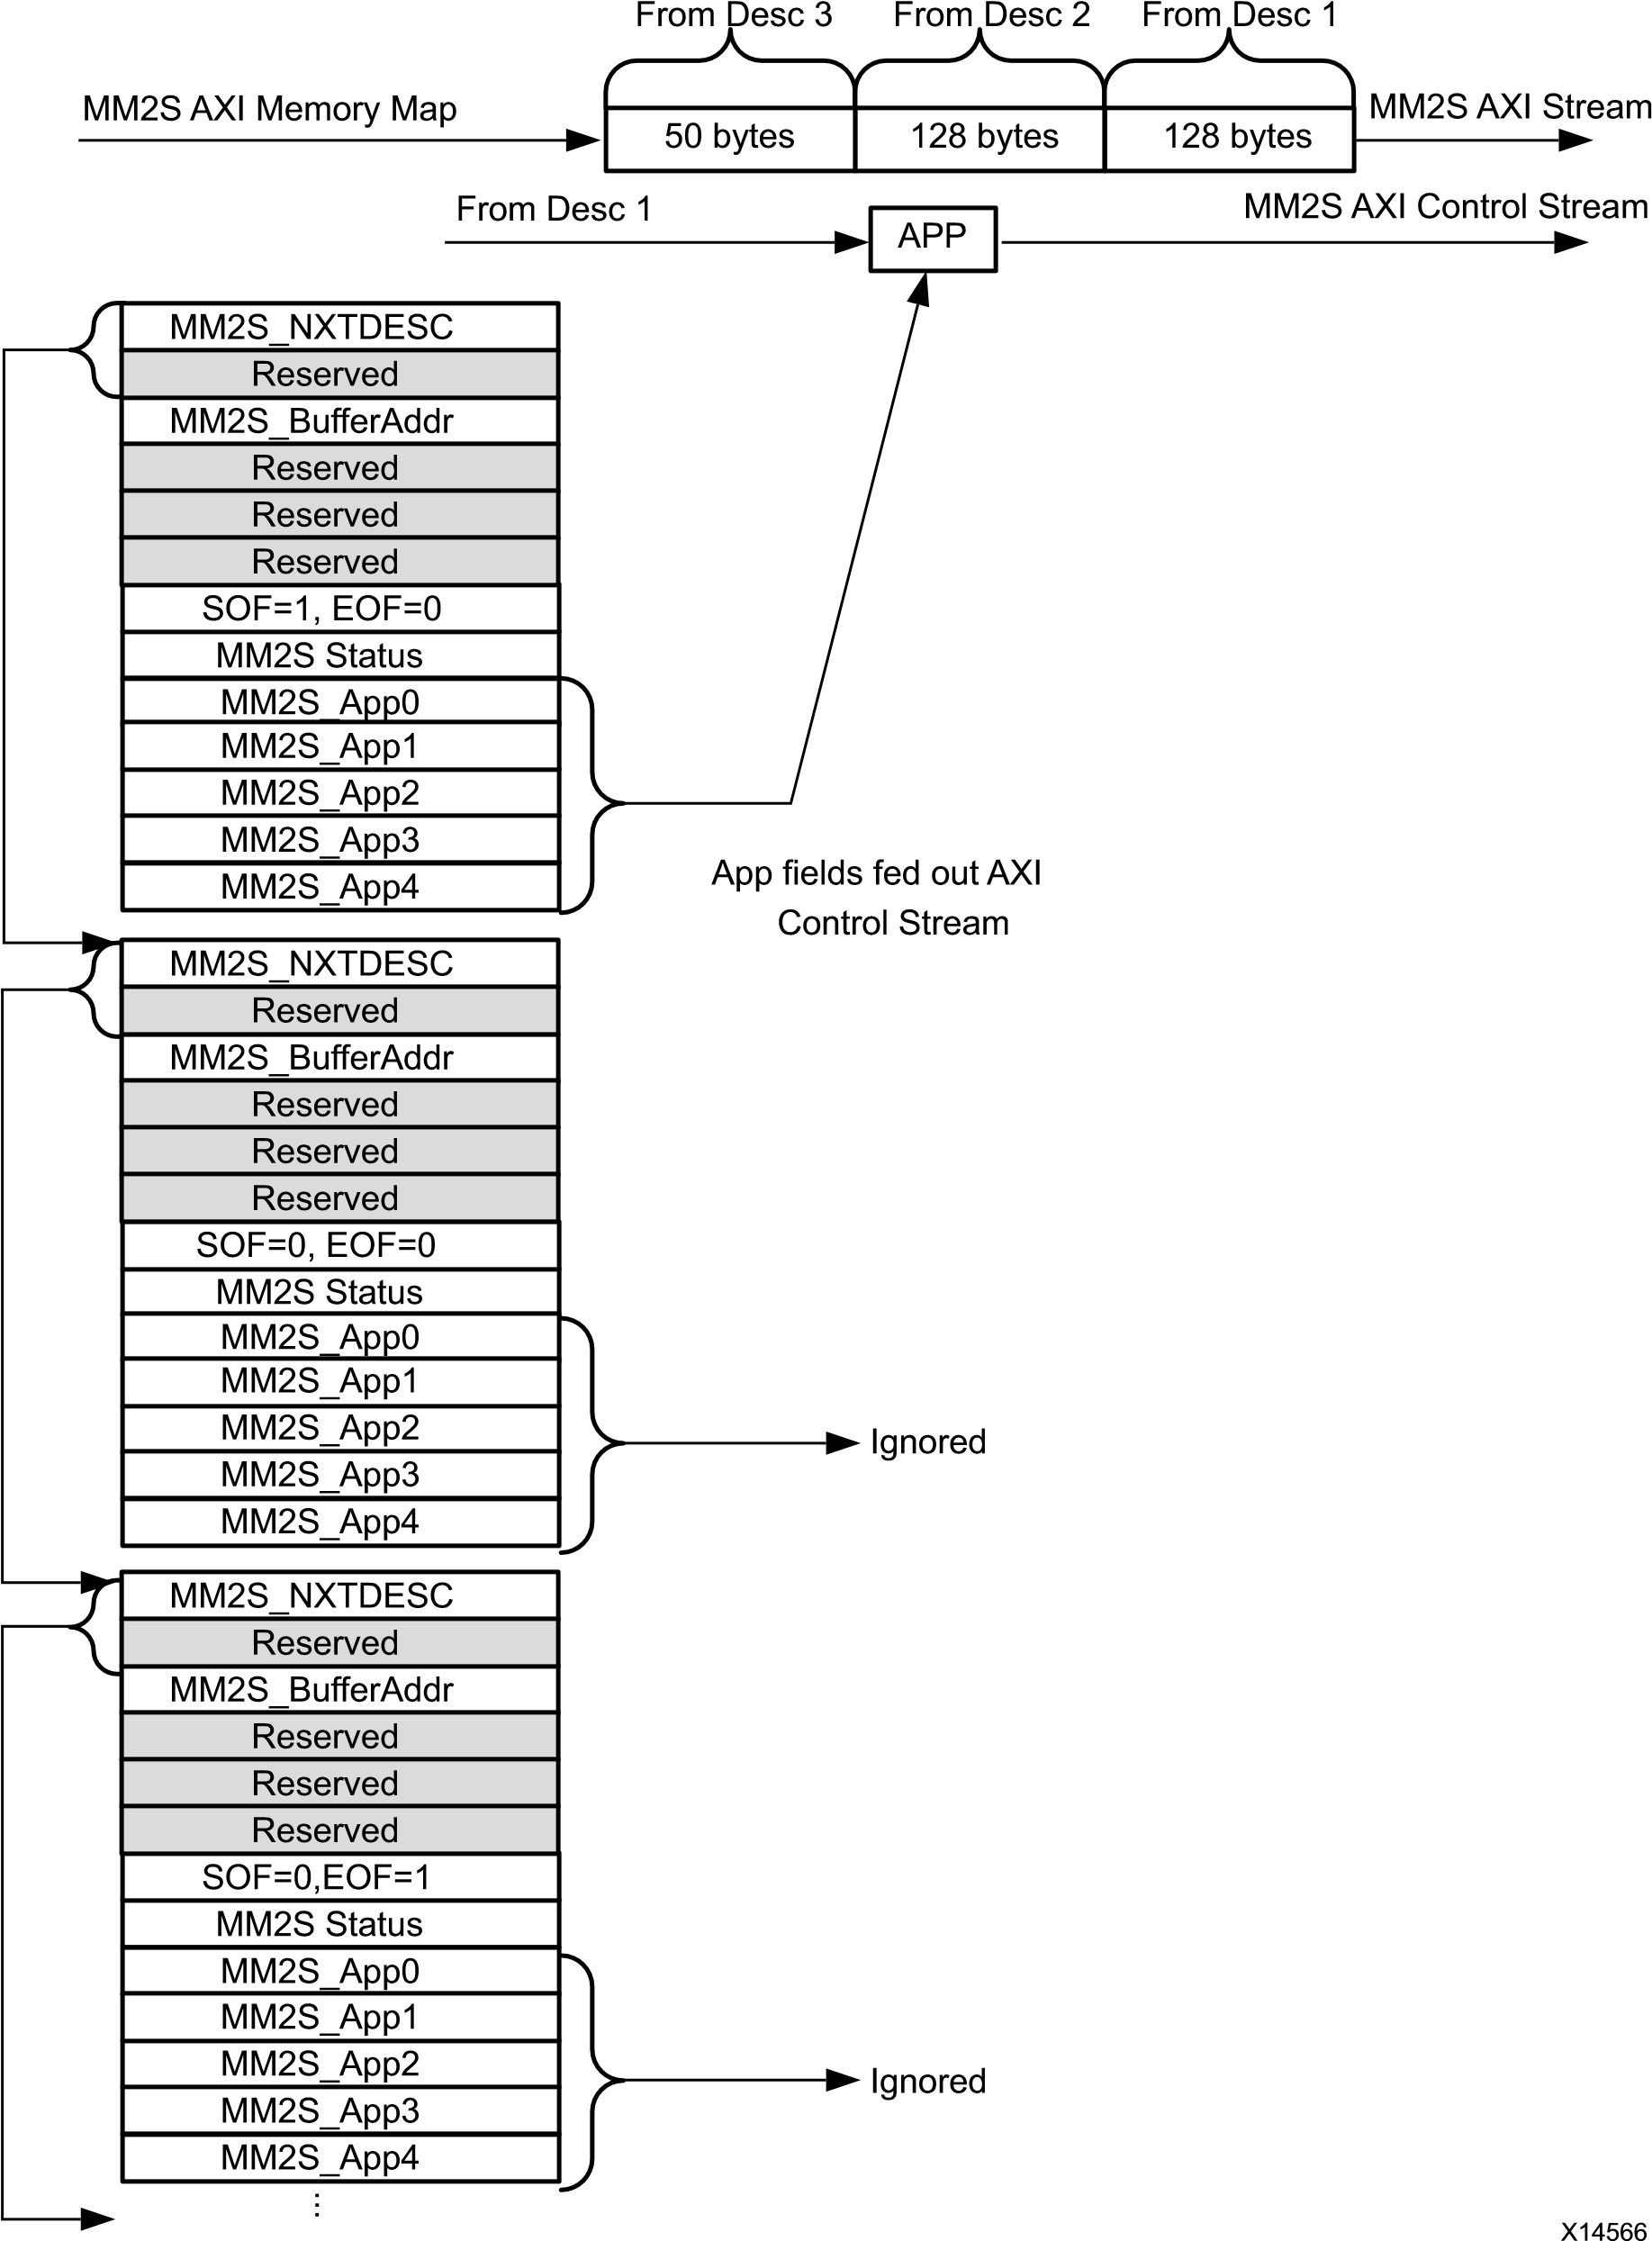 From Desc 3 From Desc 2 From Desc 1
MM2S AXI Memory Map 50 bytes 128 bytes 128 bytes MM2S AXI Stream
From Desc 1 APP MM2S AXI Control Stream
MM2S_NXTDESC
Reserved
MM2S_BufferAddr
Reserved
Reserved
Reserved
SOF=1, EOF=0
MM2S Status
MM2S_App0
MM2S_App1
MM2S_App2
MM2S_App3
MM2S_App4
App fields fed out AXI
Control Stream
MM2S_NXTDESC
Reserved
MM2S_BufferAddr
Reserved
Reserved
Reserved
SOF=0, EOF=0
MM2S Status
MM2S_App0
MM2S_App1
MM2S_App2
MM2S_App3
MM2S_App4
Ignored
MM2S_NXTDESC
Reserved
MM2S_BufferAddr
Reserved
Reserved
Reserved
SOF=0,EOF=1
MM2S Status
MM2S_App0
MM2S_App1
MM2S_App2
MM2S_App3
MM2S_App4
Ignored
...
X14566